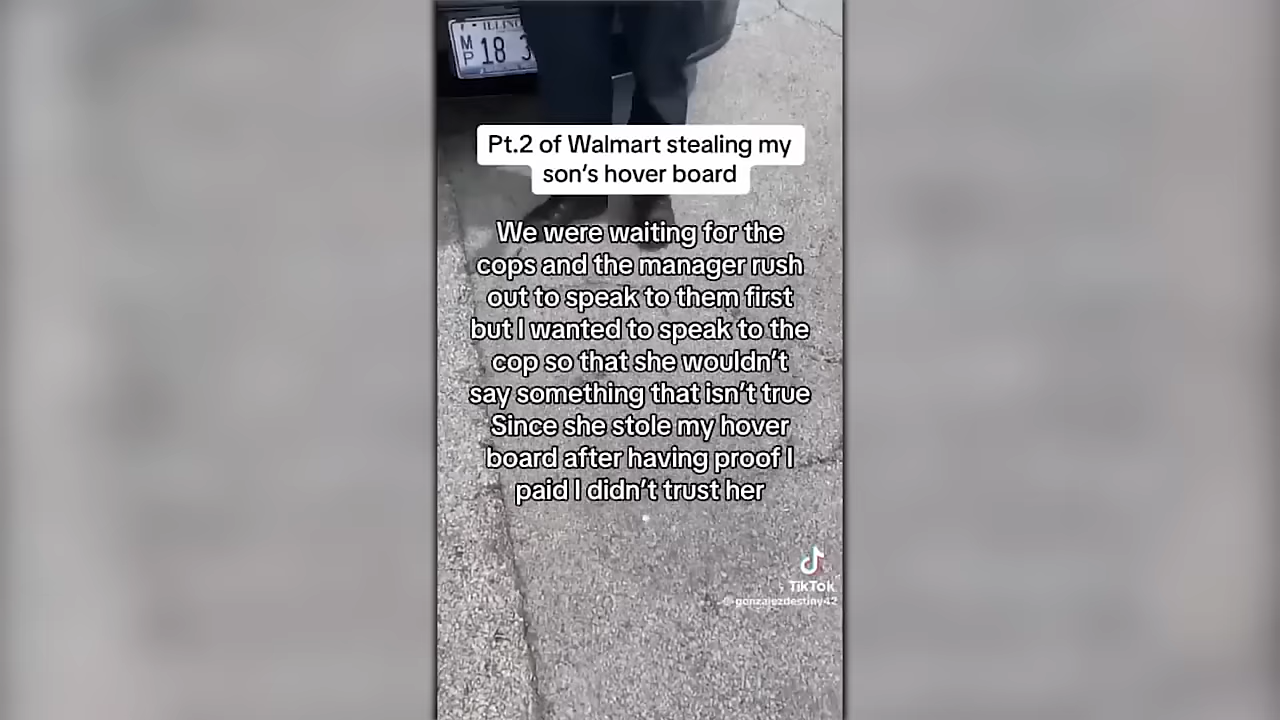 ILLINO
MP 18 3
Pt.2 of Walmart stealing my
son’s hover board
We were waiting for the
cops and the manager rush
out to speak to them first
but I wanted to speak to the
cop so that she wouldn’t
say something that isn’t true
Since she stole my hover
board after having proof I
paid I didn’t trust her
TikTok
@gonzalezdestiny42